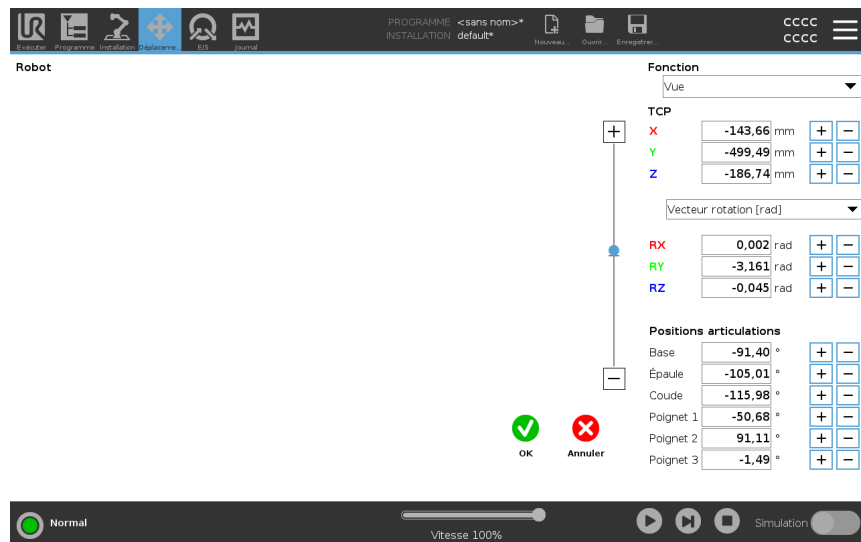 PROGRAMME <sans nom>*
INSTALLATION default*
CCCC
CCCC
Exécuter Programme Installation Déplaceme... E/S Journal
Nouveau... Ouvrir... Enregistrer...
Robot
Fonction
Vue
TCP
X -143,66 mm + −
Y -499,49 mm + −
Z -186,74 mm + −
Vecteur rotation [rad]
RX 0,002 rad + −
RY -3,161 rad + −
RZ -0,045 rad + −
Positions articulations
Base -91,40 ° + −
Épaule -105,01 ° + −
Coude -115,98 ° + −
Poignet 1 -50,68 ° + −
Poignet 2 91,11 ° + −
Poignet 3 -1,49 ° + −
+
−
OK Annuler
Normal
Vitesse 100%
Simulation